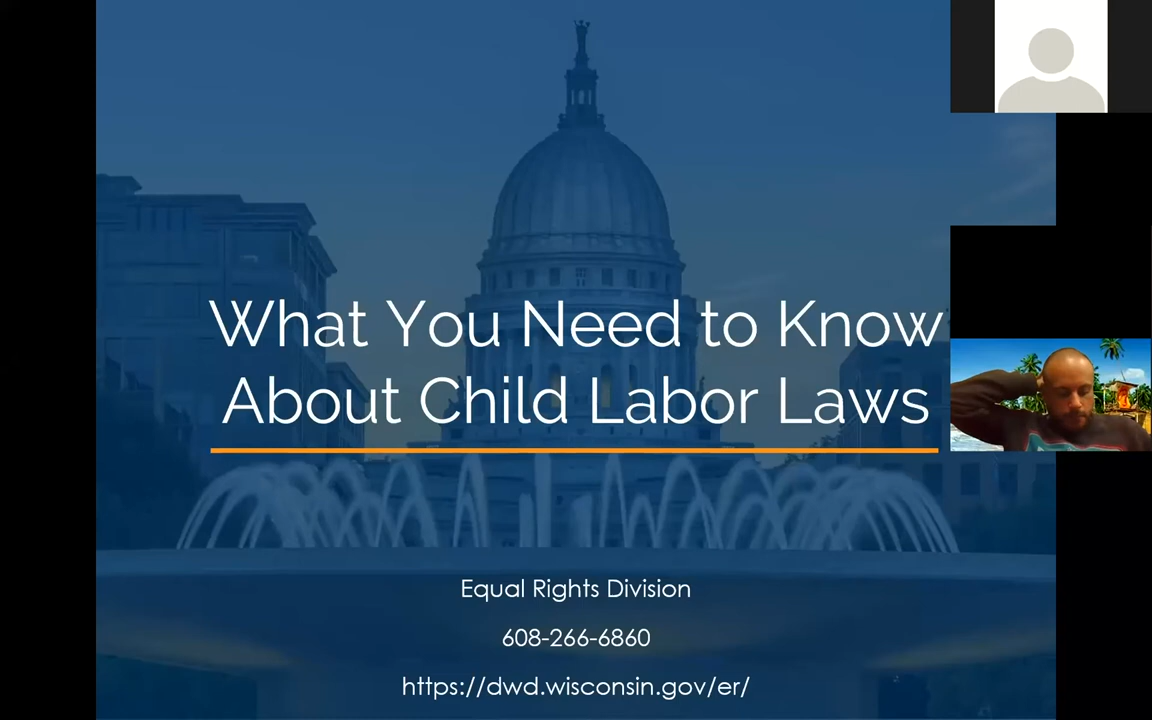 What You Need to Know
About Child Labor Laws
Equal Rights Division
608-266-6860
https://dwd.wisconsin.gov/er/